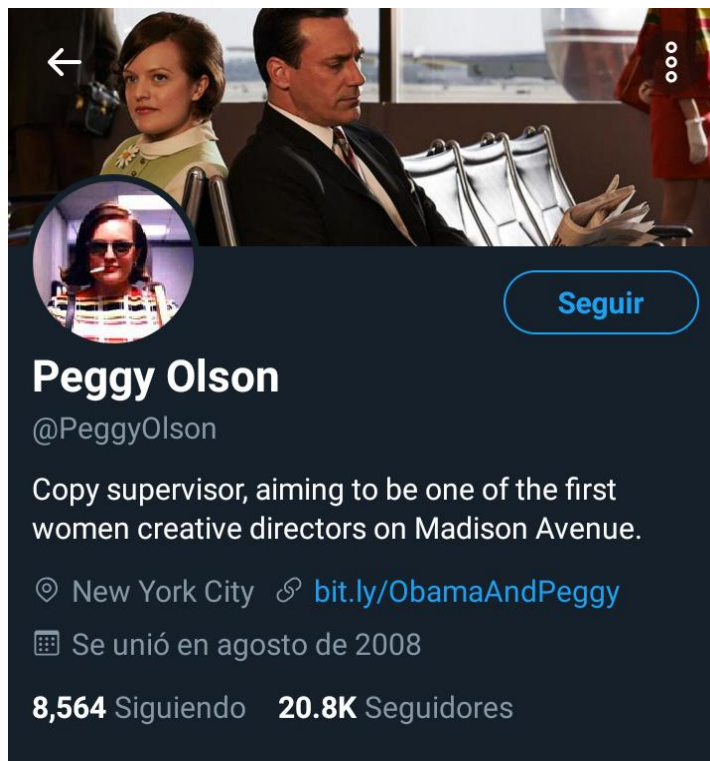 Seguir
Peggy Olson
@PeggyOlson
Copy supervisor, aiming to be one of the first
women creative directors on Madison Avenue.
New York City bit.ly/ObamaAndPeggy
Se unió en agosto de 2008
8,564 Siguiendo 20.8K Seguidores